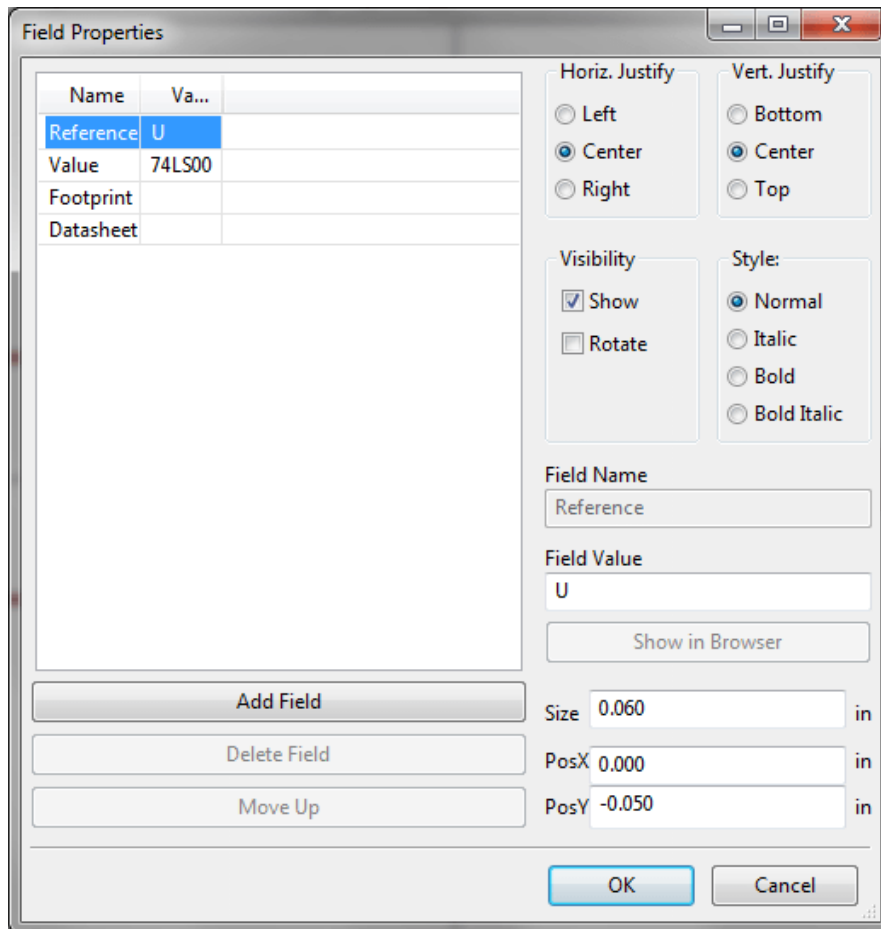 Field Properties
Name Va...
Reference U
Value 74LS00
Footprint
Datasheet
Add Field
Delete Field
Move Up
Horiz. Justify
Left
Center
Right
Vert. Justify
Bottom
Center
Top
Visibility
Show
Rotate
Style:
Normal
Italic
Bold
Bold Italic
Field Name
Reference
Field Value
U
Show in Browser
Size 0.060 in
PosX 0.000 in
PosY -0.050 in
OK Cancel